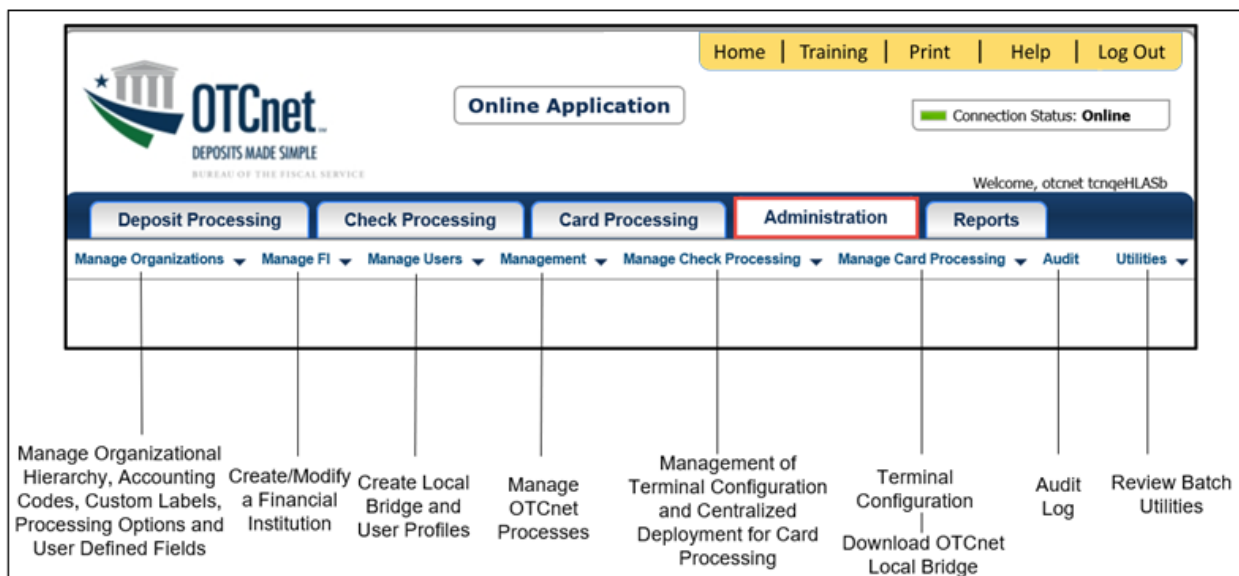 Home | Training | Print | Help | Log Out
OTCnet
DEPOSITS MADE SIMPLE
BUREAU OF THE FISCAL SERVICE
Online Application
Connection Status: Online
Welcome, otcnet tcnqeHLASb
Deposit Processing Check Processing Card Processing Administration Reports
Manage Organizations Manage FI Manage Users Management Manage Check Processing Manage Card Processing Audit Utilities
Manage Organizational
Hierarchy, Accounting
Codes, Custom Labels,
Processing Options and
User Defined Fields
Create/Modify
a Financial
Institution
Create Local
Bridge and
User Profiles
Manage
OTCnet
Processes
Management of
Terminal Configuration
and Centralized
Deployment for Card
Processing
Terminal
Configuration
Download OTCnet
Local Bridge
Audit
Log
Review Batch
Utilities